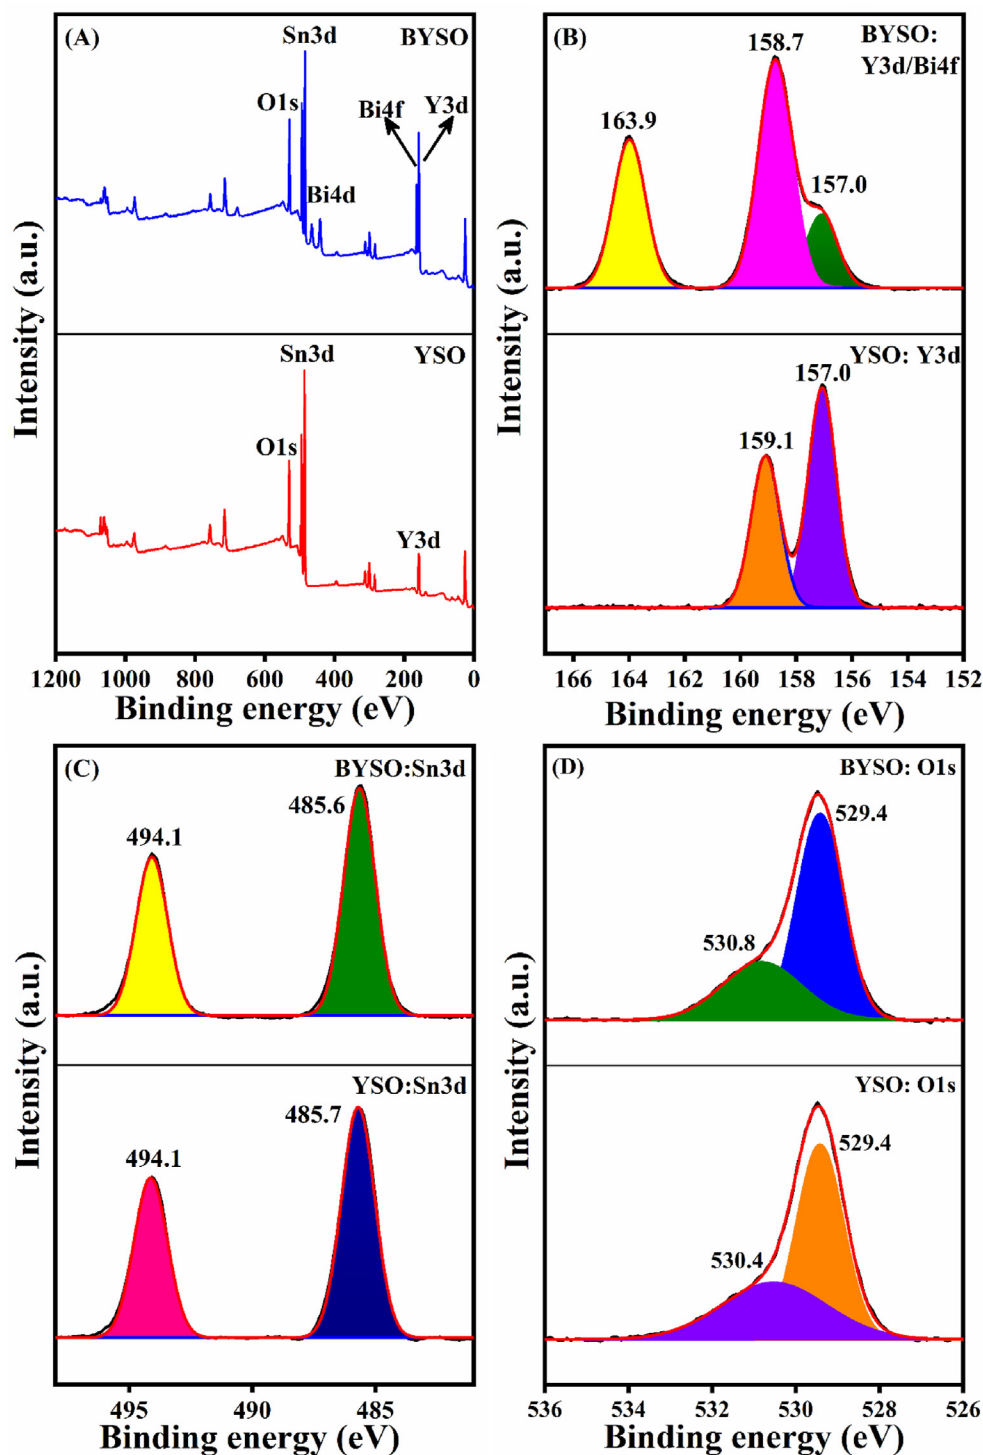 (A)
BYSO
Sn3d
O1s
Bi4f
Y3d
Bi4d
YSO
Sn3d
O1s
Y3d
Intensity (a.u.)
1200 1000 800 600 400 200 0
Binding energy (eV)
(B)
BYSO:
Y3d/Bi4f
158.7
163.9
157.0
YSO: Y3d
157.0
159.1
Intensity (a.u.)
166 164 162 160 158 156 154 152
Binding energy (eV)
(C)
BYSO:Sn3d
485.6
494.1
YSO:Sn3d
485.7
494.1
Intensity (a.u.)
495 490 485
Binding energy (eV)
(D)
BYSO: O1s
529.4
530.8
YSO: O1s
529.4
530.4
Intensity (a.u.)
536 534 532 530 528 526
Binding energy (eV)